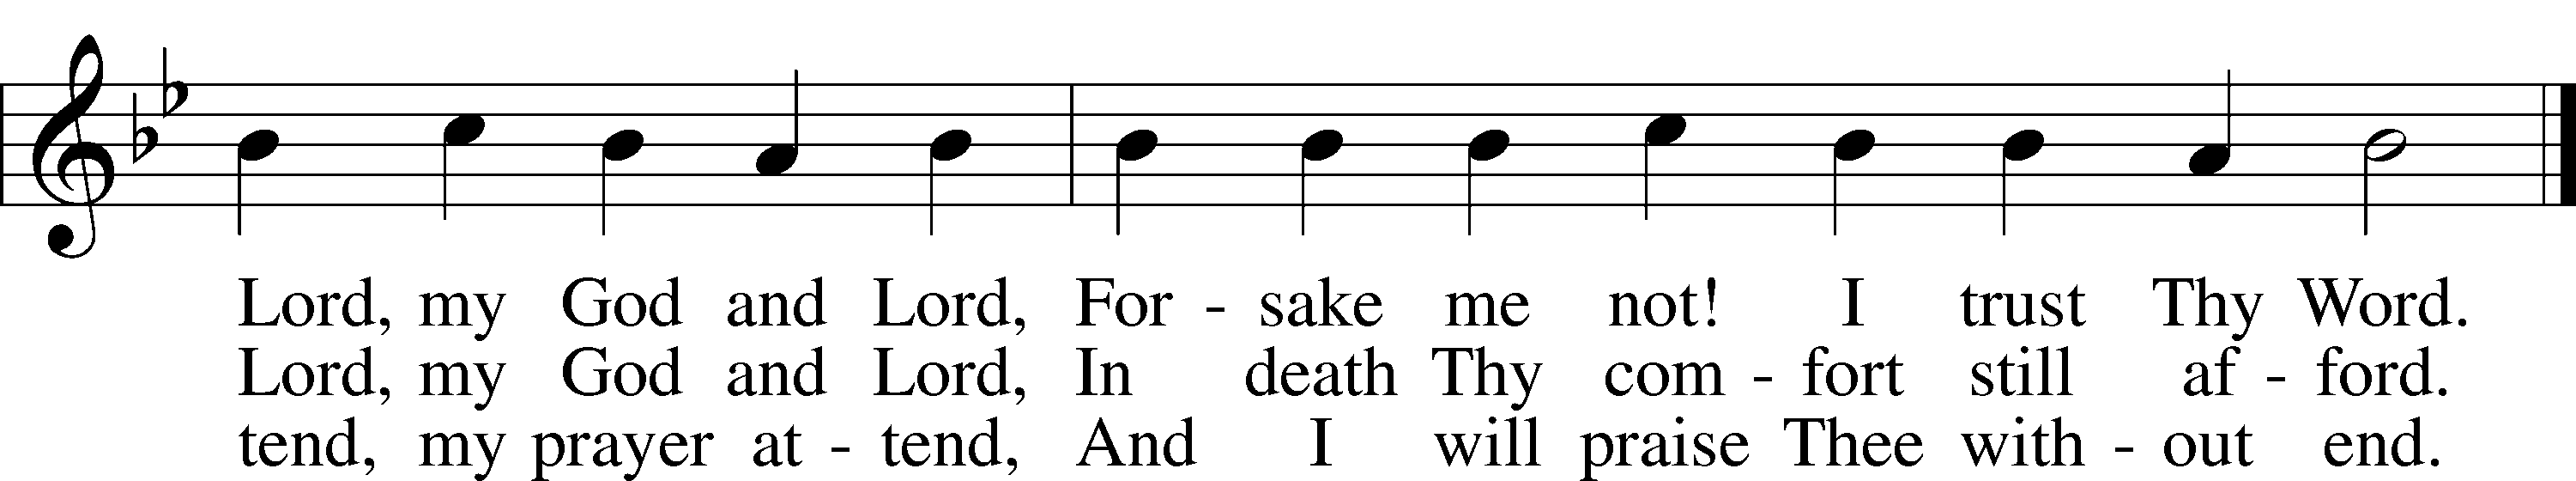 Lord, my God and Lord, For - sake me not! I trust Thy Word.
Lord, my God and Lord, In death Thy com - fort still af - ford.
tend, my prayer at - tend, And I will praise Thee with - out end.